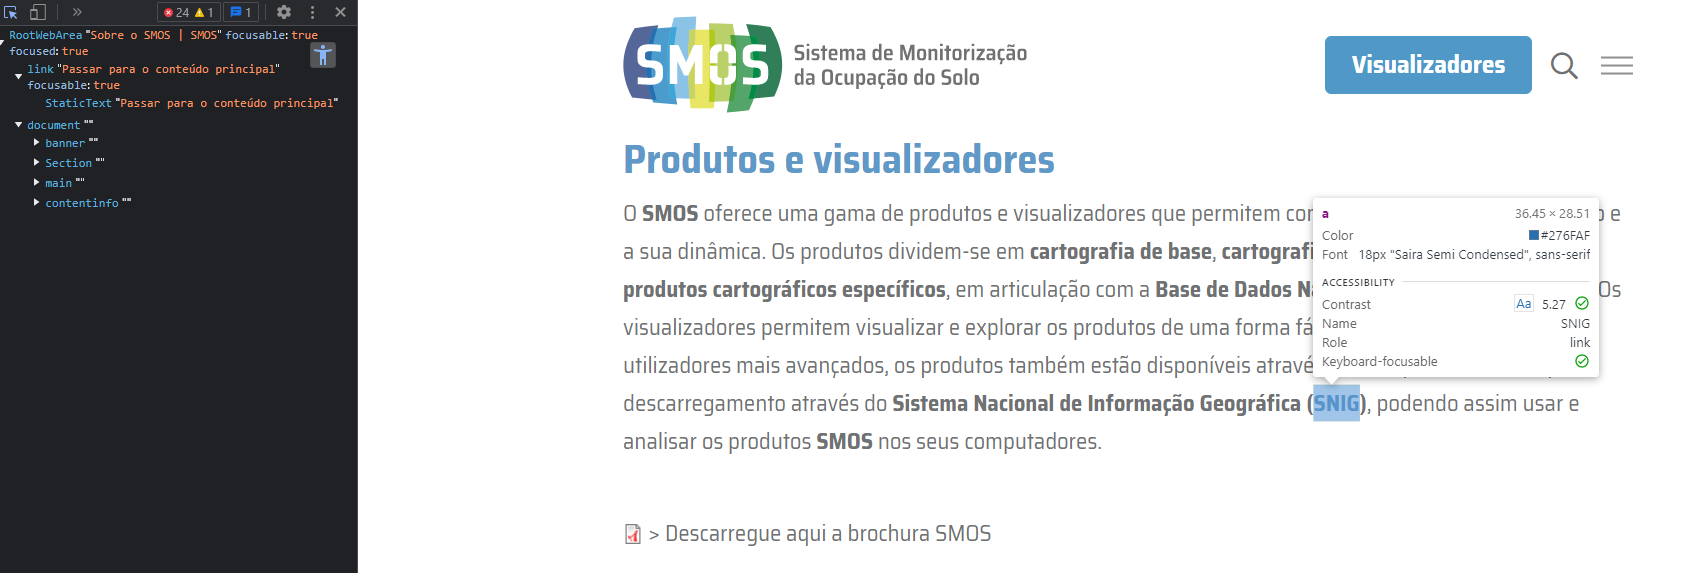 24 1 1
RootWebArea "Sobre o SMOS | SMOS" focusable: true
focused: true
link "Passar para o conteúdo principal"
focusable: true
StaticText "Passar para o conteúdo principal"
document ""
banner ""
Section ""
main ""
contentinfo ""
SMOS
Sistema de Monitorização
da Ocupação do Solo
Visualizadores
Produtos e visualizadores
O SMOS oferece uma gama de produtos e visualizadores que permitem o e
a sua dinâmica. Os produtos dividem-se em cartografia de base,
produtos cartográficos específicos, em articulação com a Base de Dados Os
visualizadores permitem visualizar e explorar os produtos de uma forma
utilizadores mais avançados, os produtos também estão disponíveis
descarregamento através do Sistema Nacional de Informação Geográfica (SNIG), podendo assim usar e
analisar os produtos SMOS nos seus computadores.
> Descarregue aqui a brochura SMOS
a 36.45 × 28.51
Color #276FAF
Font 18px "Saira Semi Condensed", sans-serif
ACCESSIBILITY
Contrast Aa 5.27
Name SNIG
Role link
Keyboard-focusable